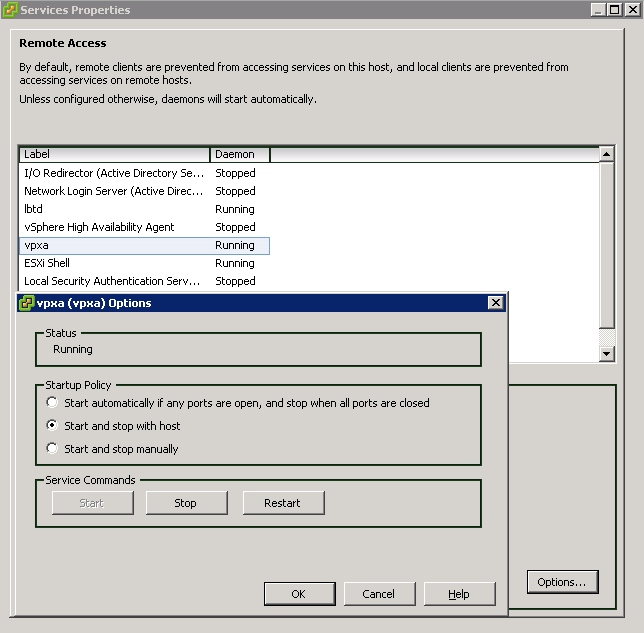 Services Properties
Remote Access
By default, remote clients are prevented from accessing services on this host, and local clients are prevented from
accessing services on remote hosts.
Unless configured otherwise, daemons will start automatically.
Label Daemon
I/O Redirector (Active Directory Se... Stopped
Network Login Server (Active Direc... Stopped
lbtd Running
vSphere High Availability Agent Stopped
vpxa Running
ESXi Shell Running
Local Security Authentication Serv... Stopped
vpxa (vpxa) Options
Status
Running
Startup Policy
Start automatically if any ports are open, and stop when all ports are closed
Start and stop with host
Start and stop manually
Service Commands
Start Stop Restart
Options...
OK Cancel Help